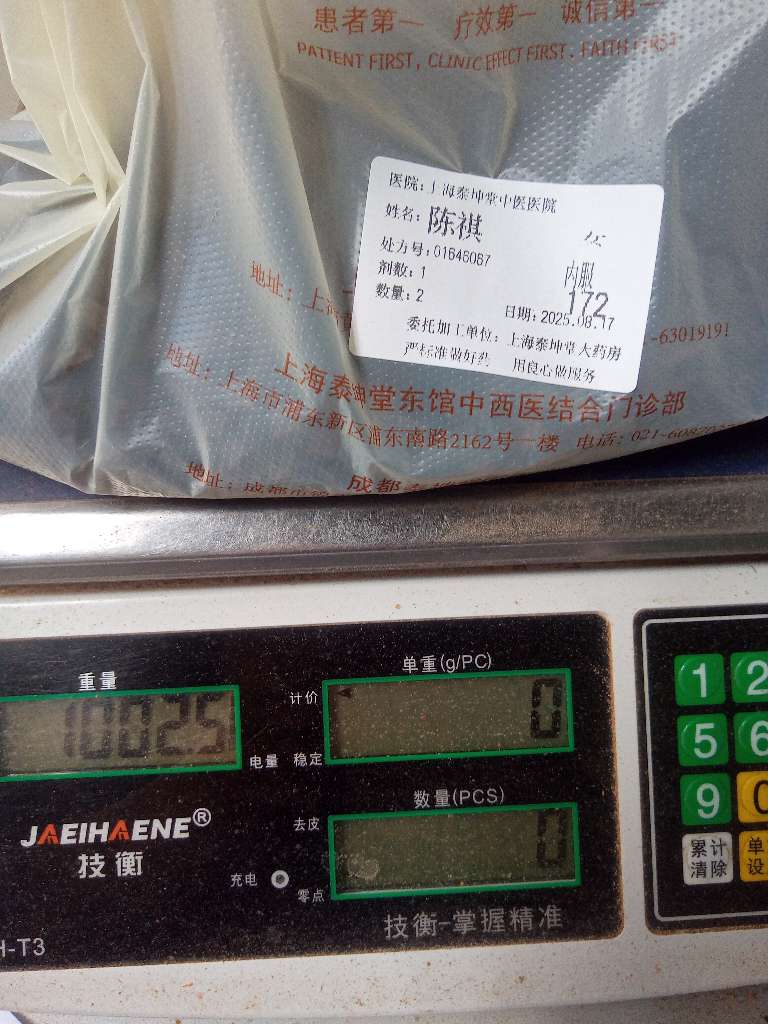 患者第一 疗效第一 诚信第一
PATIENT FIRST, CLINIC EFFECT FIRST. FAITH FIRST
医院: 上海泰坤堂中医医院
姓名: 陈祺
处方号: 01646087
内服
剂数: 1
172
数量: 2
日期: 2025.08.17
委托加工单位: 上海泰坤堂大药房
严标准做好药 用良心做服务
地址: 上海
-63019191
上海泰坤堂东馆中西医结合门诊部
地址: 上海市浦东新区浦东南路2162号一楼 电话: 021-6082
地址: 成都
成都
重量
1002.5
单重(g/PC)
计价
0
电量
稳定
数量(PCS)
去皮
0
充电
零点
JAEIHAENE®
技衡
技衡-掌握精准
H-T3
1 2
5 6
9 0
累计清除
单
设